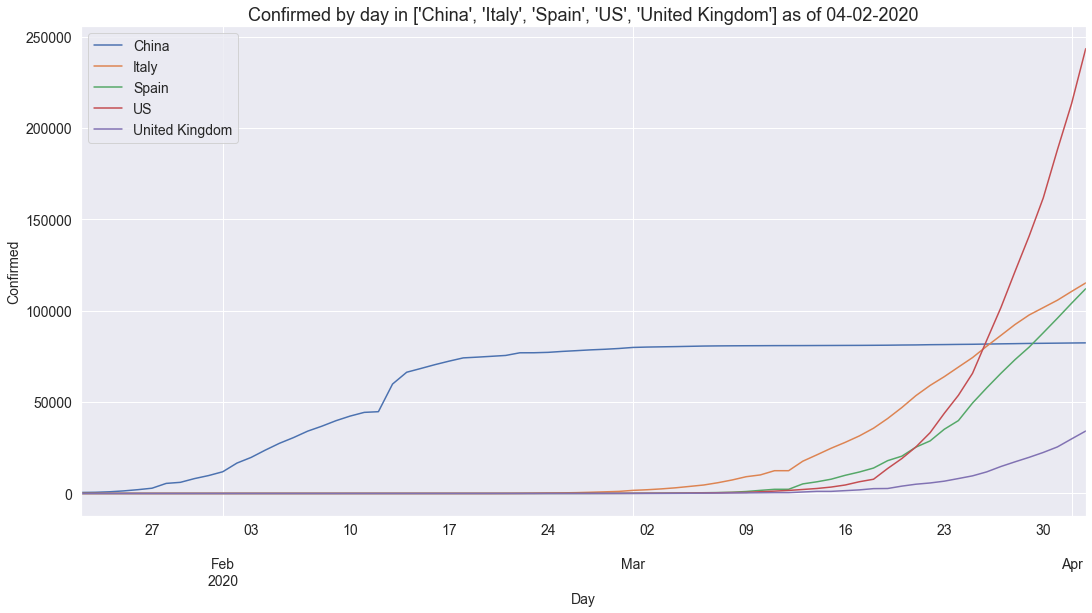 Confirmed by day in ['China', 'Italy', 'Spain', 'US', 'United Kingdom'] as of 04-02-2020
China
Italy
Spain
US
United Kingdom
250000
200000
150000
100000
50000
0
Confirmed
27 03 10 17 24 02 09 16 23 30
Feb Mar Apr
2020
Day